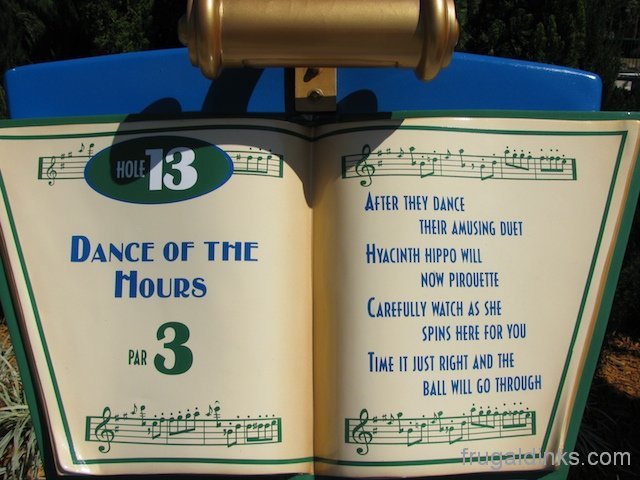 HOLE 13
DANCE OF THE
HOURS
PAR 3
AFTER THEY DANCE
THEIR AMUSING DUET
HYACINTH HIPPO WILL
NOW PIROUETTE
CAREFULLY WATCH AS SHE
SPINS HERE FOR YOU
TIME IT JUST RIGHT AND THE
BALL WILL GO THROUGH
frugaldinks.com